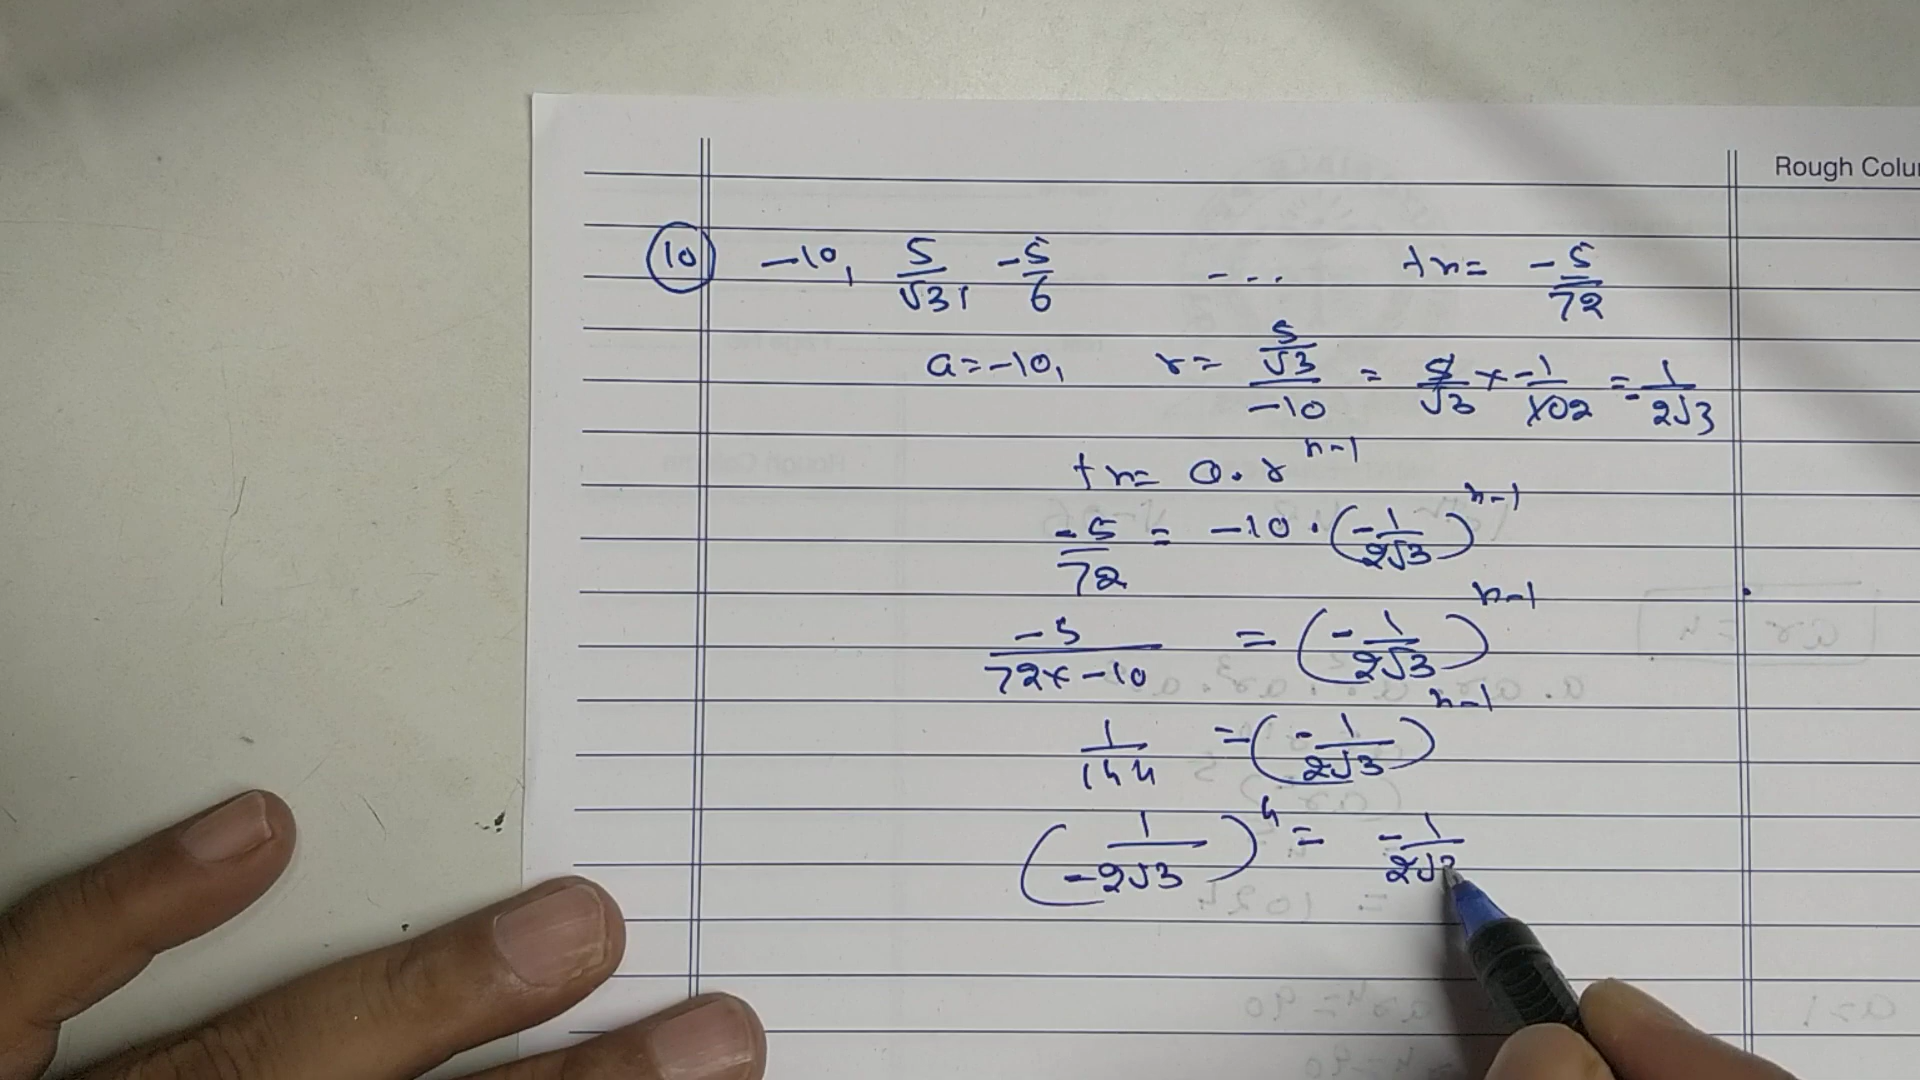 Rough Colu
(10) -10, 5/√3, -5/6 --- tn= -5/72
a=-10, r= 5/√3/-10 = 5/√3 × -1/102 = -1/2√3
tn= a.r^n-1
-5/72 = -10 . (-1/2√3)^n-1
-5/72×-10 = (-1/2√3)^n-1
1/144 = (-1/2√3)^n-1
(1/-2√3)^4 = -1/2√3